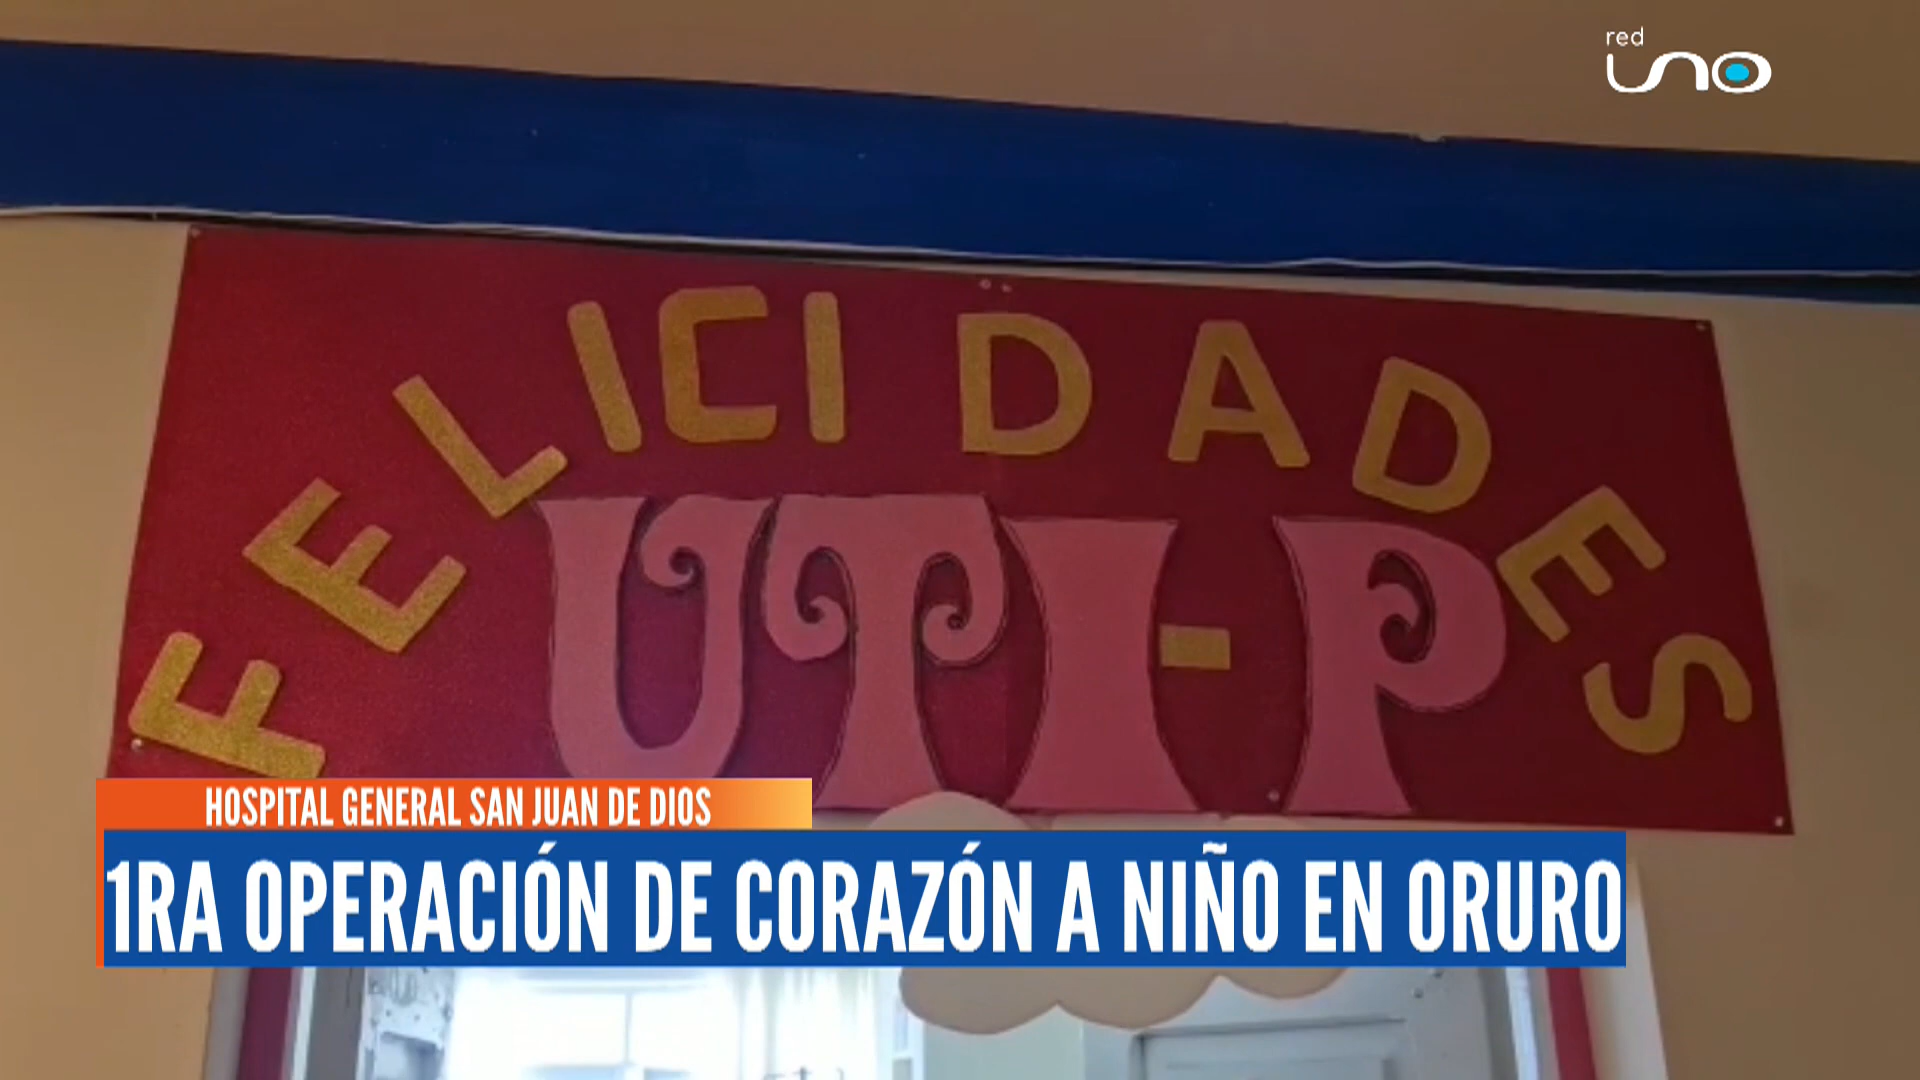 red
uno
FELICIDADES
UTI-P
HOSPITAL GENERAL SAN JUAN DE DIOS
1RA OPERACIÓN DE CORAZÓN A NIÑO EN ORURO